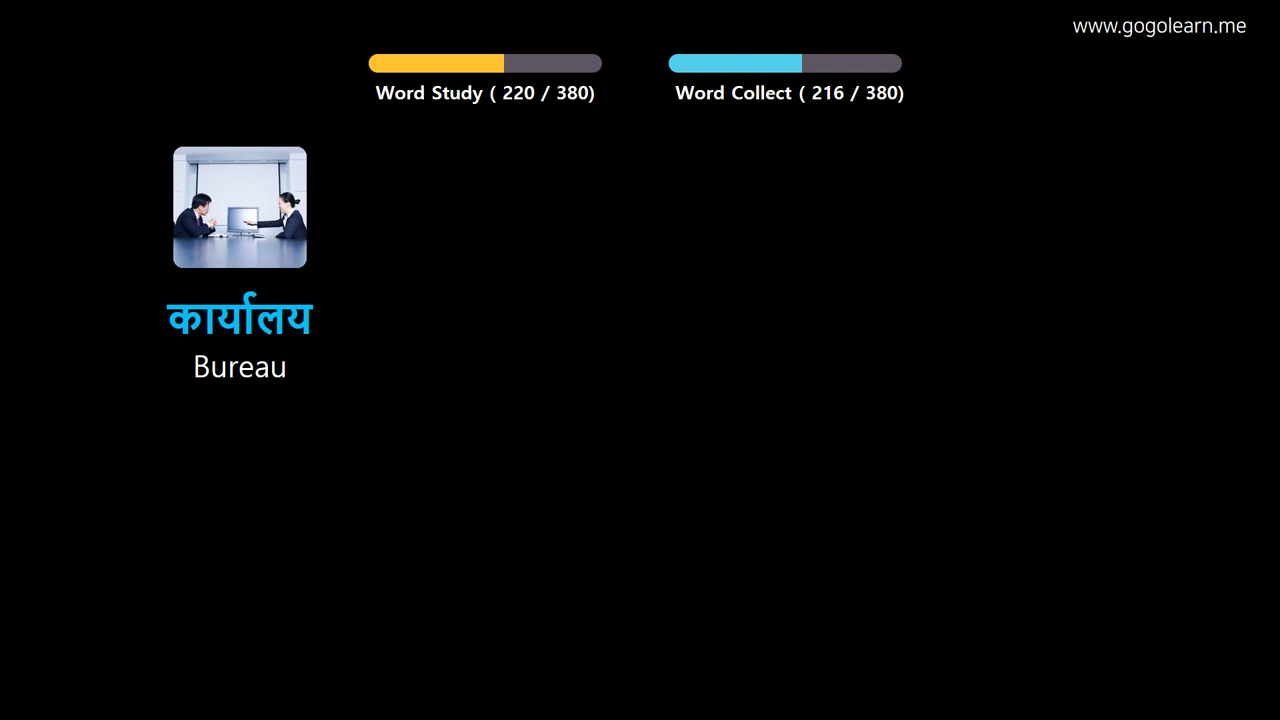 www.gogolearn.me
Word Study ( 220 / 380)
Word Collect ( 216 / 380)
कार्यालय
Bureau